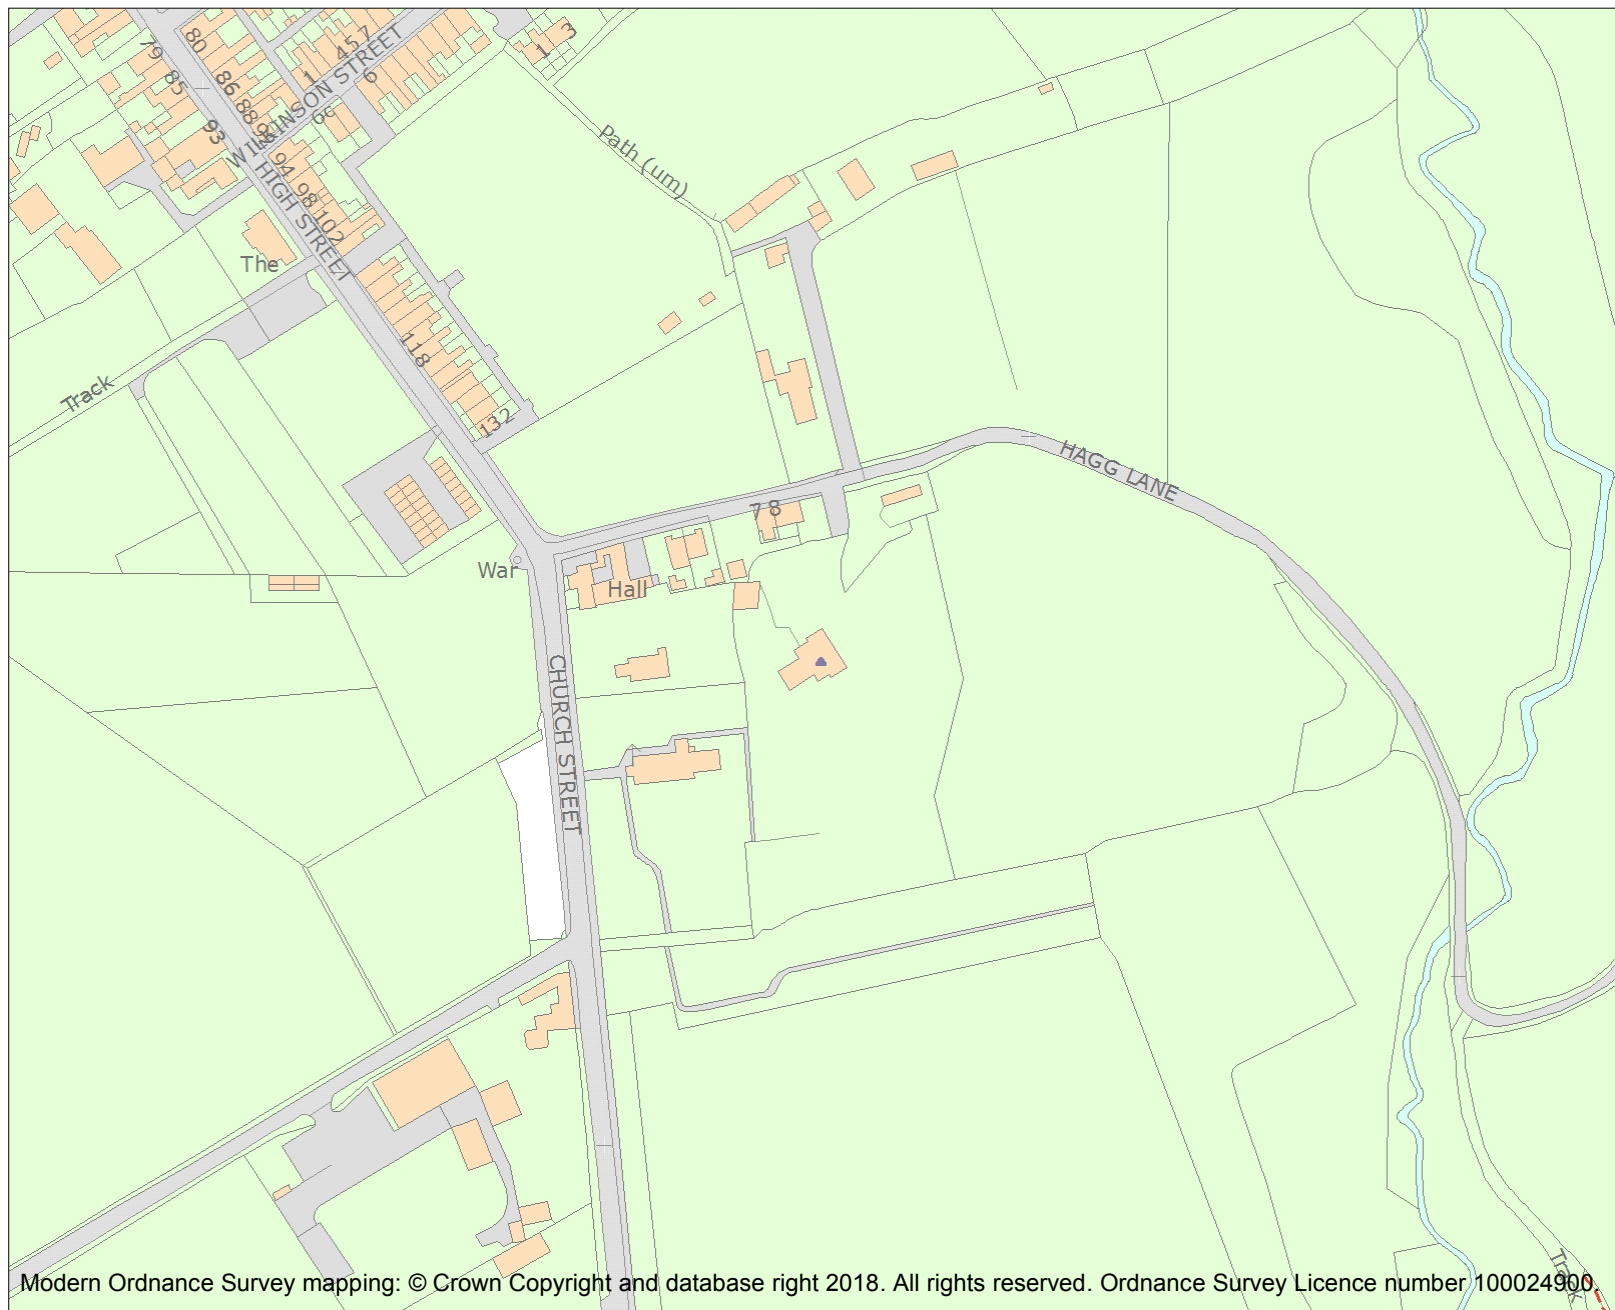 79
80
85
86
88
93
94
98
102
1
4
5
7
6
66
1
3
WILKINSON STREET
HIGH STREET
Path (um)
The
118
Track
132
HAGG LANE
7 8
War
Hall
CHURCH STREET
Track
Modern Ordnance Survey mapping: © Crown Copyright and database right 2018. All rights reserved. Ordnance Survey Licence number 100024900.